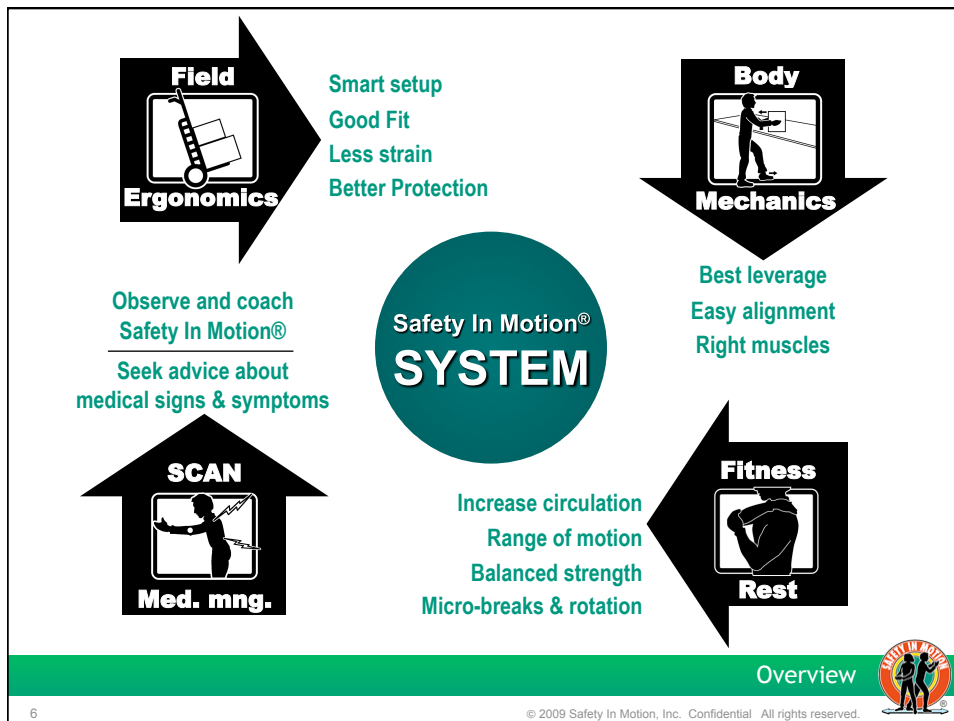 Field
Ergonomics
Smart setup
Good Fit
Less strain
Better Protection
Body
Mechanics
Best leverage
Easy alignment
Right muscles
Safety In Motion®
SYSTEM
Observe and coach
Safety In Motion®
Seek advice about
medical signs & symptoms
SCAN
Med. mng.
Increase circulation
Range of motion
Balanced strength
Micro-breaks & rotation
Fitness
Rest
Overview
SAFETY IN MOTION
®
6
© 2009 Safety In Motion, Inc. Confidential All rights reserved.